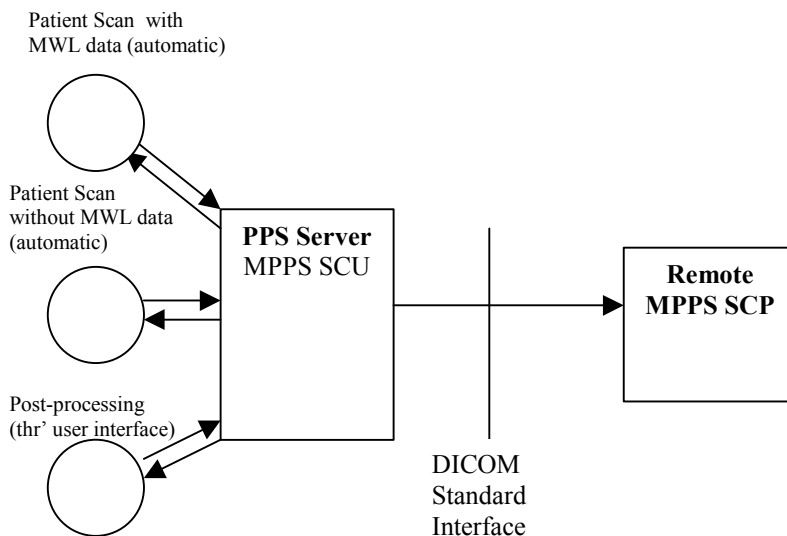 Patient Scan with
MWL data (automatic)
Patient Scan
without MWL data
(automatic)
PPS Server
MPPS SCU
Remote
MPPS SCP
Post-processing
(thr' user interface)
DICOM
Standard
Interface